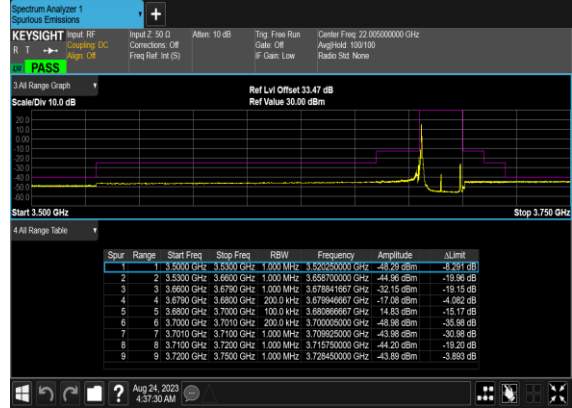 Spectrum Analyzer 1
Spurious Emissions
KEYSIGHT Input: RF Input Z: 50 Ω Atten: 10 dB Trig: Free Run Center Freq: 22.005000000 GHz
R T Coupling: DC Corrections: Off Gate: Off Avg|Hold: 100/100
Align: Off Freq Ref: Int (S) IF Gain: Low Radio Std: None
LW PASS
3 All Range Graph
Ref Lvl Offset 33.47 dB
Scale/Div 10.0 dB Ref Value 30.00 dBm
20.0
10.0
0.00
-10.0
-20.0
-30.0
-40.0
-50.0
-60.0
Start 3.500 GHz Stop 3.750 GHz
4 All Range Table
Spur Range Start Freq Stop Freq RBW Frequency Amplitude ΔLimit
1 1 3.5000 GHz 3.5300 GHz 1.000 MHz 3.520250000 GHz -48.29 dBm -8.291 dB
2 2 3.5300 GHz 3.6600 GHz 1.000 MHz 3.658700000 GHz -44.96 dBm -19.96 dB
3 3 3.6600 GHz 3.6790 GHz 1.000 MHz 3.678841667 GHz -32.15 dBm -19.15 dB
4 4 3.6790 GHz 3.6800 GHz 200.0 kHz 3.679946667 GHz -17.08 dBm -4.082 dB
5 5 3.6800 GHz 3.7000 GHz 100.0 kHz 3.680866667 GHz 14.83 dBm -15.17 dB
6 6 3.7000 GHz 3.7010 GHz 200.0 kHz 3.700005000 GHz -48.98 dBm -35.98 dB
7 7 3.7010 GHz 3.7100 GHz 1.000 MHz 3.709925000 GHz -43.98 dBm -30.98 dB
8 8 3.7100 GHz 3.7200 GHz 1.000 MHz 3.715750000 GHz -44.20 dBm -19.20 dB
9 9 3.7200 GHz 3.7500 GHz 1.000 MHz 3.728450000 GHz -43.89 dBm -3.893 dB
? Aug 24, 2023
4:37:30 AM